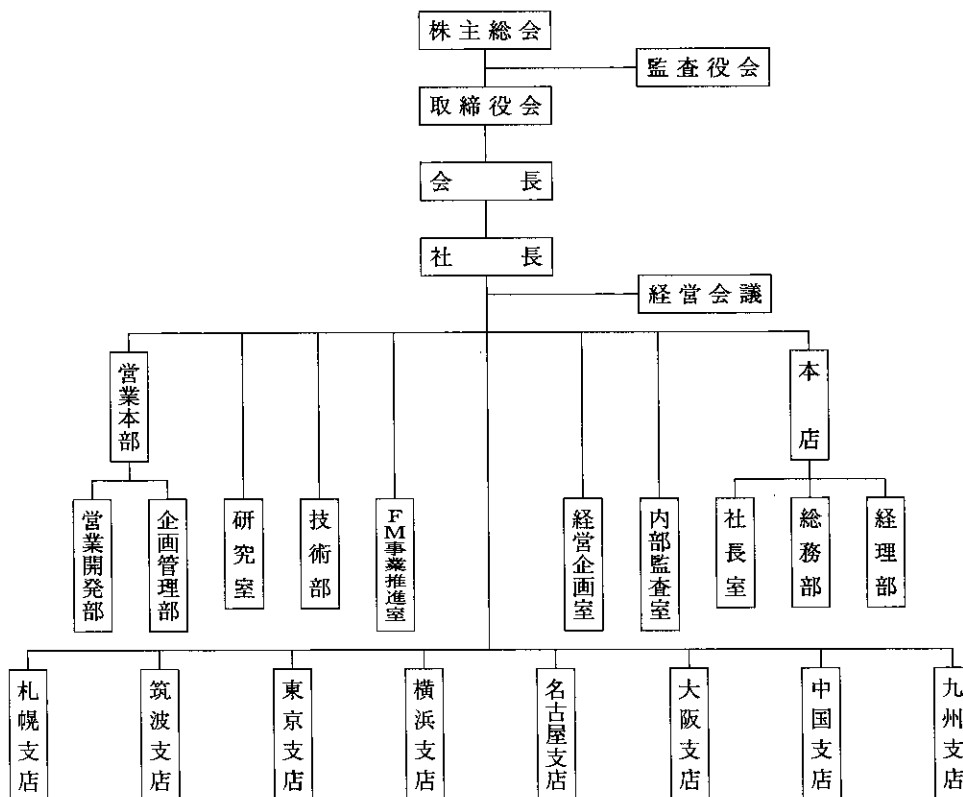 株主総会
監査役会
取締役会
会長
社長
経営会議
営業本部
本店
営業開発部
企画管理部
研究室
技術部
FM事業推進室
経営企画室
内部監査室
社長室
総務部
経理部
札幌支店
筑波支店
東京支店
横浜支店
名古屋支店
大阪支店
中国支店
九州支店